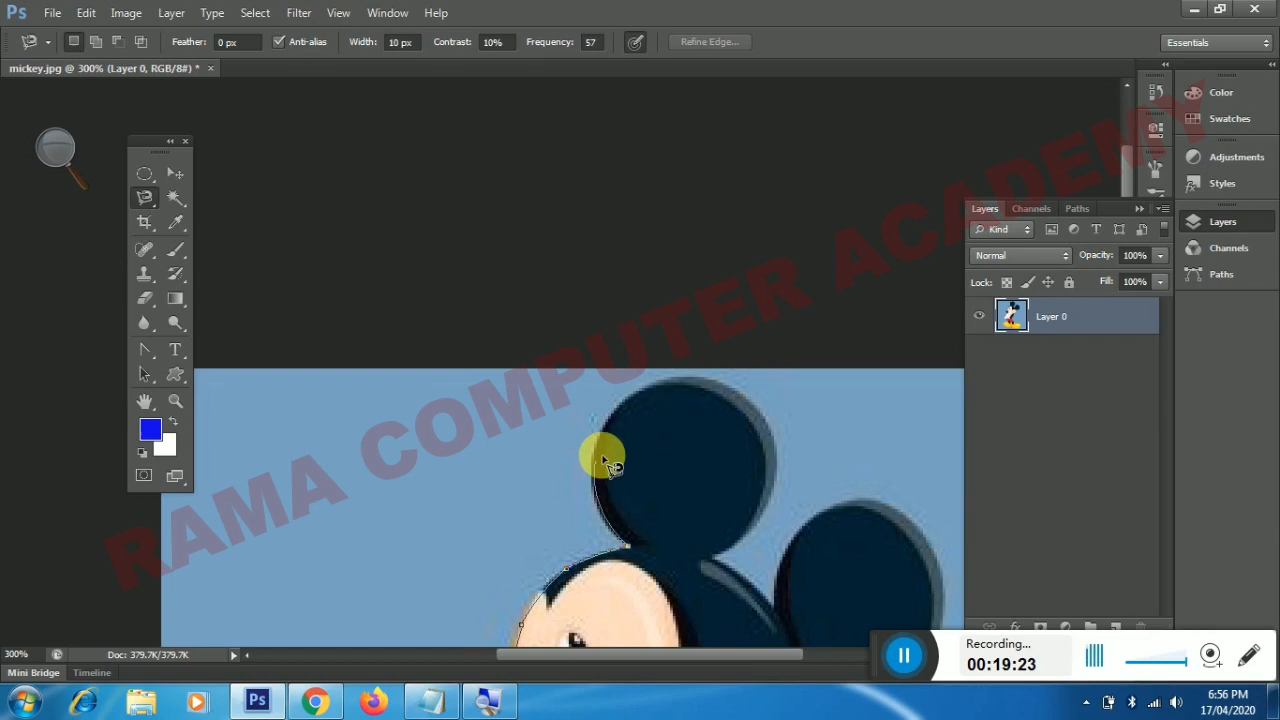 Ps File Edit Image Layer Type Select Filter View Window Help
Feather: 0 px Anti-alias Width: 10 px Contrast: 10% Frequency: 57 Refine Edge... Essentials
mickey.jpg @ 300% (Layer 0, RGB/8#) * ×
Color
Swatches
Adjustments
Styles
Layers
Channels
Paths
Layers Channels Paths
Kind
Normal Opacity: 100%
Lock: Fill: 100%
Layer 0
RAMA COMPUTER ACADEMY
300% Doc: 379.7K/379.7K
Mini Bridge Timeline
Recording...
00:19:23
Ps
6:56 PM
17/04/2020